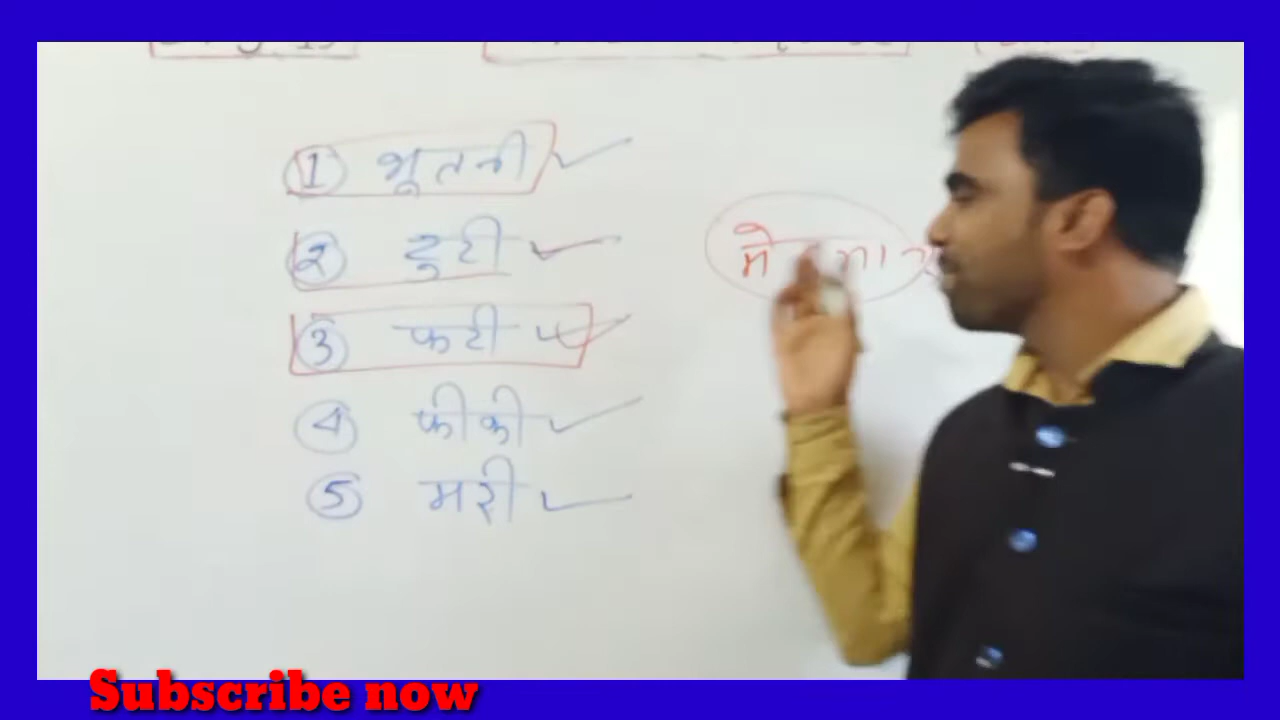 ① भूतनी
② टुटी
③ फटी
④ फीकी
⑤ मरी
Subscribe now